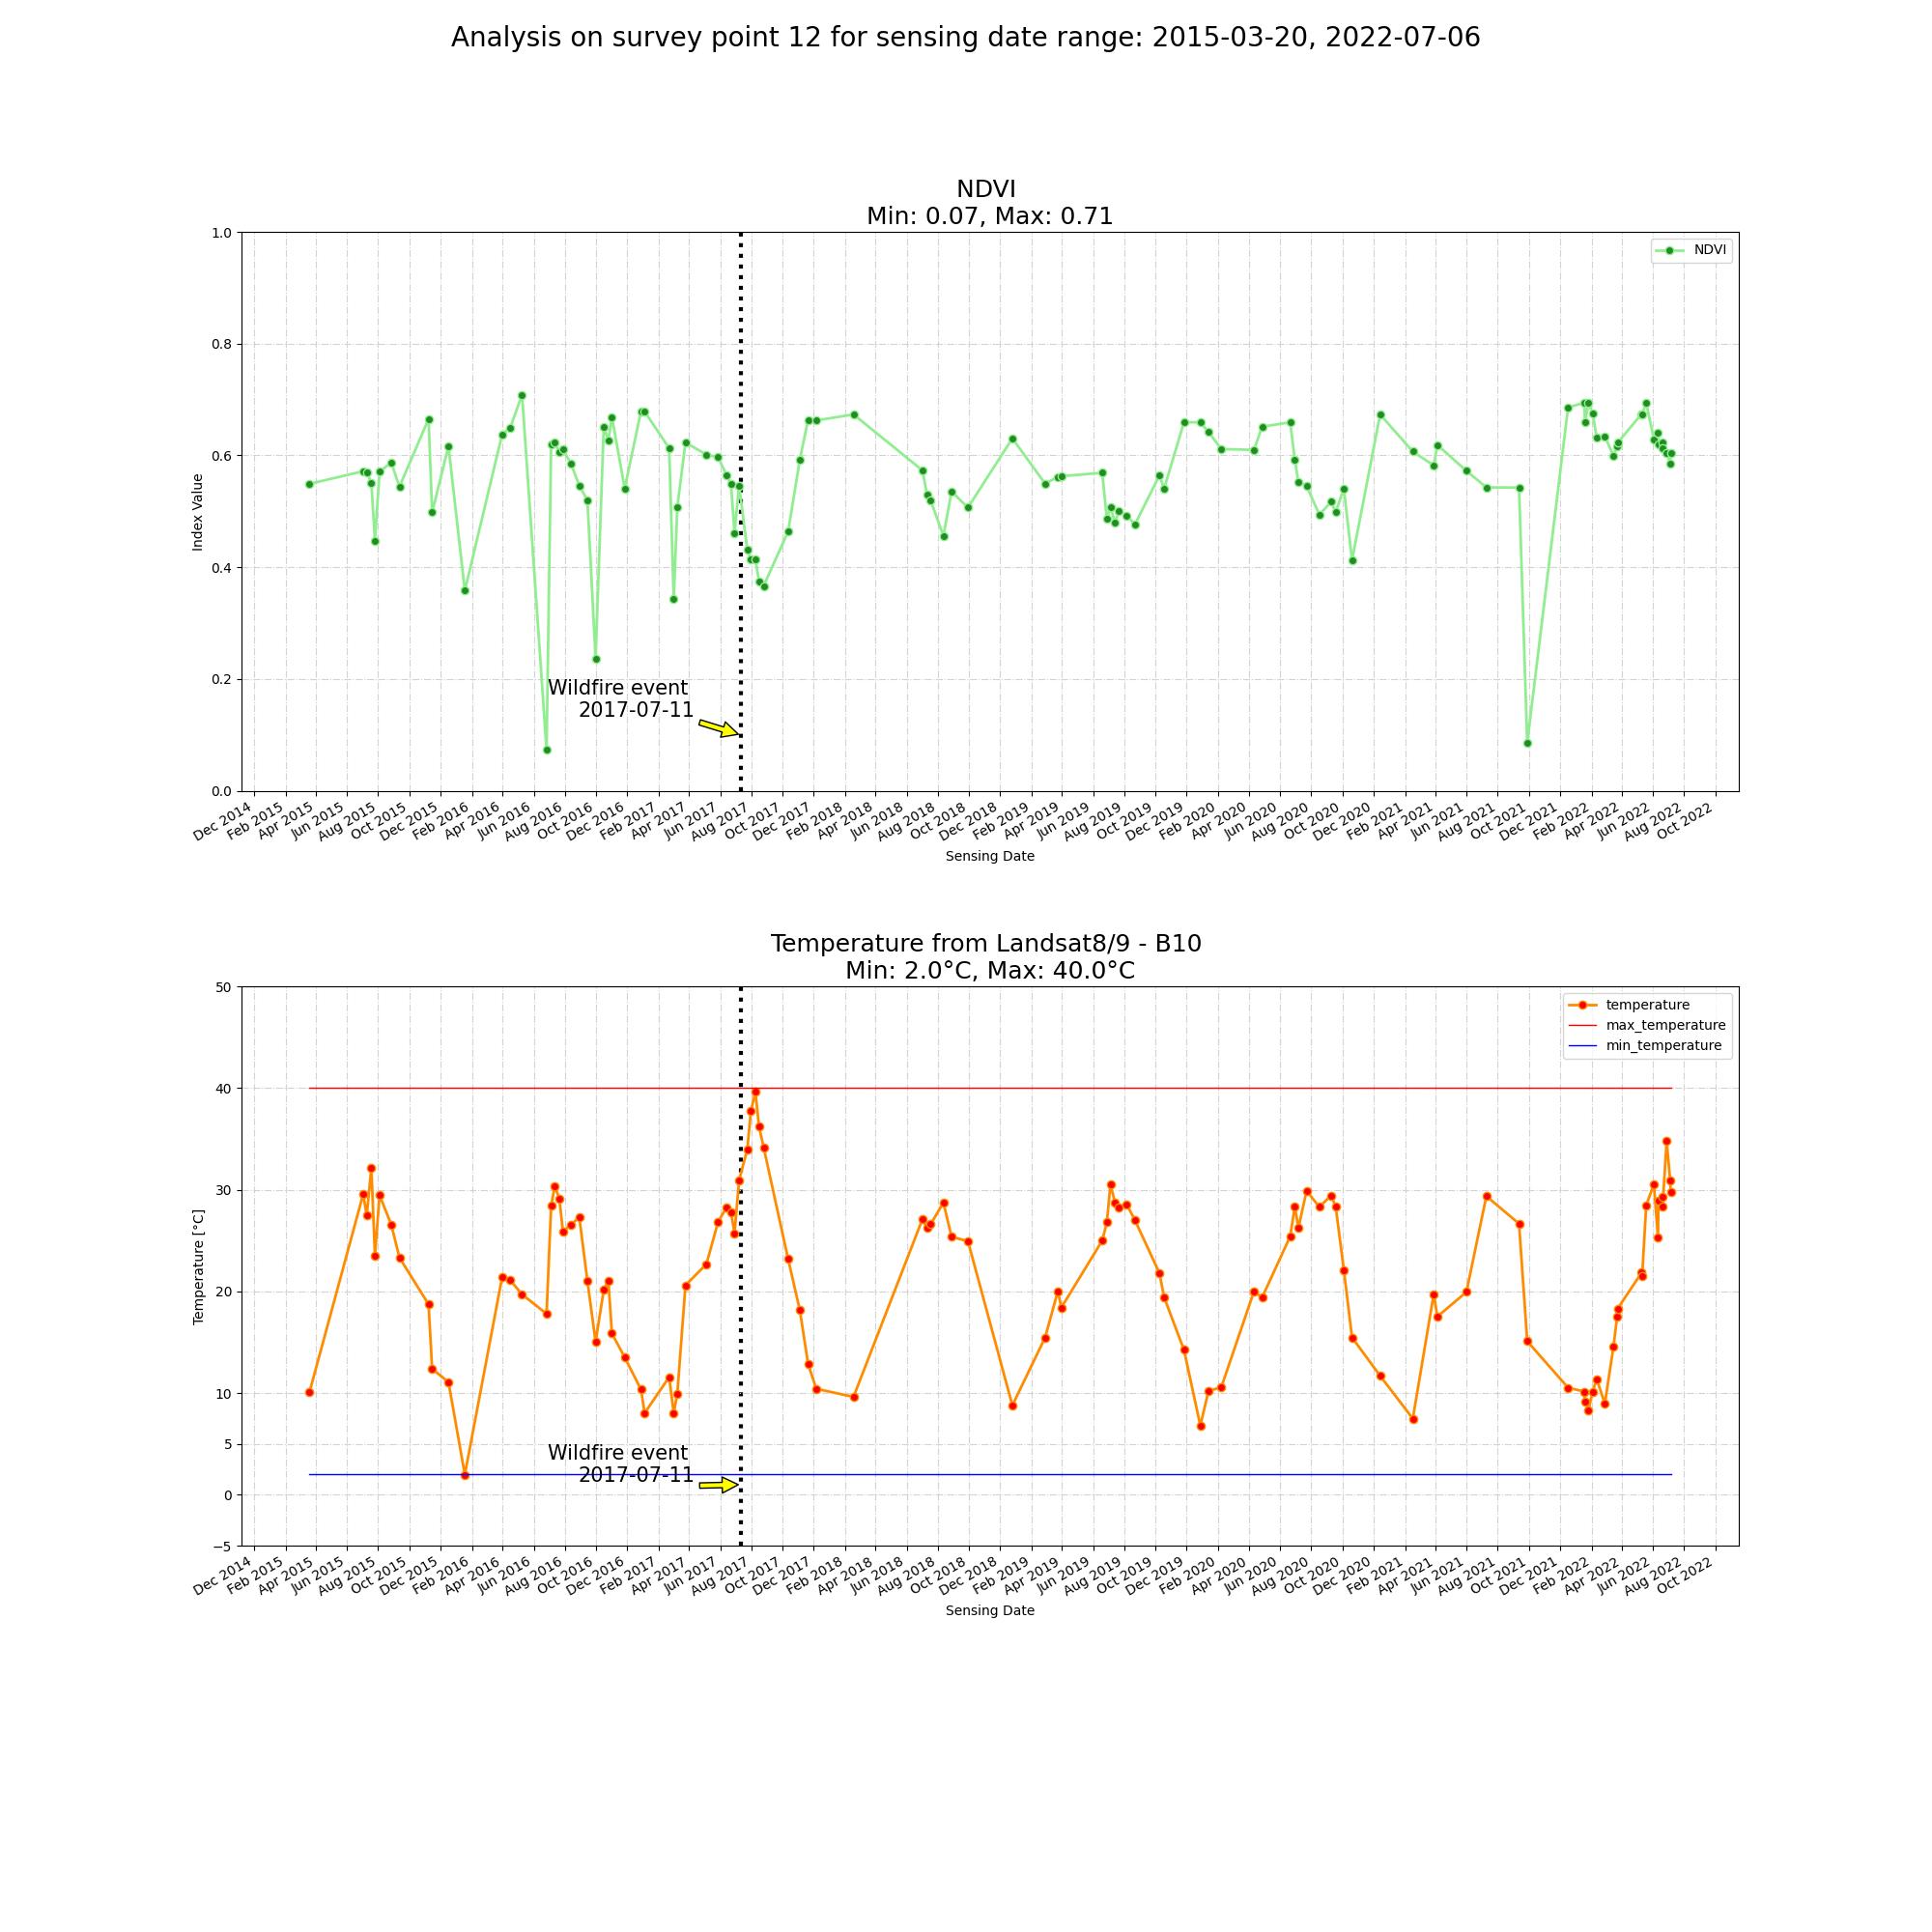 Analysis on survey point 12 for sensing date range: 2015-03-20, 2022-07-06
NDVI
Min: 0.07, Max: 0.71
1.0
0.8
0.6
0.4
0.2
0.0
Index Value
NDVI
Wildfire event
2017-07-11
Dec 2014 Feb 2015 Apr 2015 Jun 2015 Aug 2015 Oct 2015 Dec 2015 Feb 2016 Apr 2016 Jun 2016 Aug 2016 Oct 2016 Dec 2016 Feb 2017 Apr 2017 Jun 2017 Aug 2017 Oct 2017 Dec 2017 Feb 2018 Apr 2018 Jun 2018 Aug 2018 Oct 2018 Dec 2018 Feb 2019 Apr 2019 Jun 2019 Aug 2019 Oct 2019 Dec 2019 Feb 2020 Apr 2020 Jun 2020 Aug 2020 Oct 2020 Dec 2020 Feb 2021 Apr 2021 Jun 2021 Aug 2021 Oct 2021 Dec 2021 Feb 2022 Apr 2022 Jun 2022 Aug 2022 Oct 2022
Sensing Date
Temperature from Landsat8/9 - B10
Min: 2.0°C, Max: 40.0°C
50
40
30
20
10
5
0
−5
Temperature [°C]
temperature
max_temperature
min_temperature
Wildfire event
2017-07-11
Dec 2014 Feb 2015 Apr 2015 Jun 2015 Aug 2015 Oct 2015 Dec 2015 Feb 2016 Apr 2016 Jun 2016 Aug 2016 Oct 2016 Dec 2016 Feb 2017 Apr 2017 Jun 2017 Aug 2017 Oct 2017 Dec 2017 Feb 2018 Apr 2018 Jun 2018 Aug 2018 Oct 2018 Dec 2018 Feb 2019 Apr 2019 Jun 2019 Aug 2019 Oct 2019 Dec 2019 Feb 2020 Apr 2020 Jun 2020 Aug 2020 Oct 2020 Dec 2020 Feb 2021 Apr 2021 Jun 2021 Aug 2021 Oct 2021 Dec 2021 Feb 2022 Apr 2022 Jun 2022 Aug 2022 Oct 2022
Sensing Date